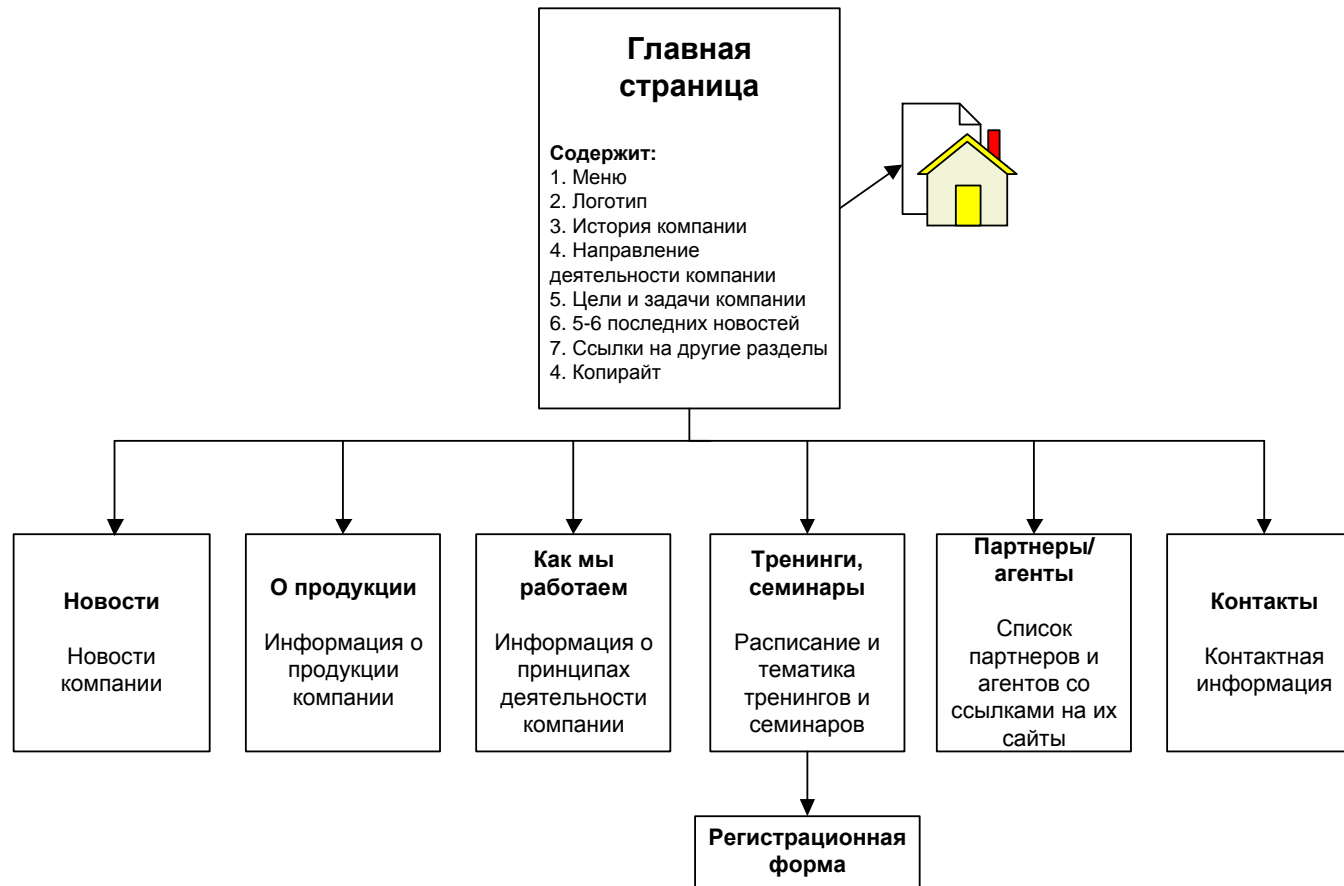 Главная
страница
Содержит:
1. Меню
2. Логотип
3. История компании
4. Направление
деятельности компании
5. Цели и задачи компании
6. 5-6 последних новостей
7. Ссылки на другие разделы
4. Копирайт
Новости
Новости
компании
О продукции
Информация о
продукции
компании
Как мы
работаем
Информация о
принципах
деятельности
компании
Тренинги,
семинары
Расписание и
тематика
тренингов и
семинаров
Партнеры/
агенты
Список
партнеров и
агентов со
ссылками на их
сайты
Контакты
Контактная
информация
Регистрационная
форма